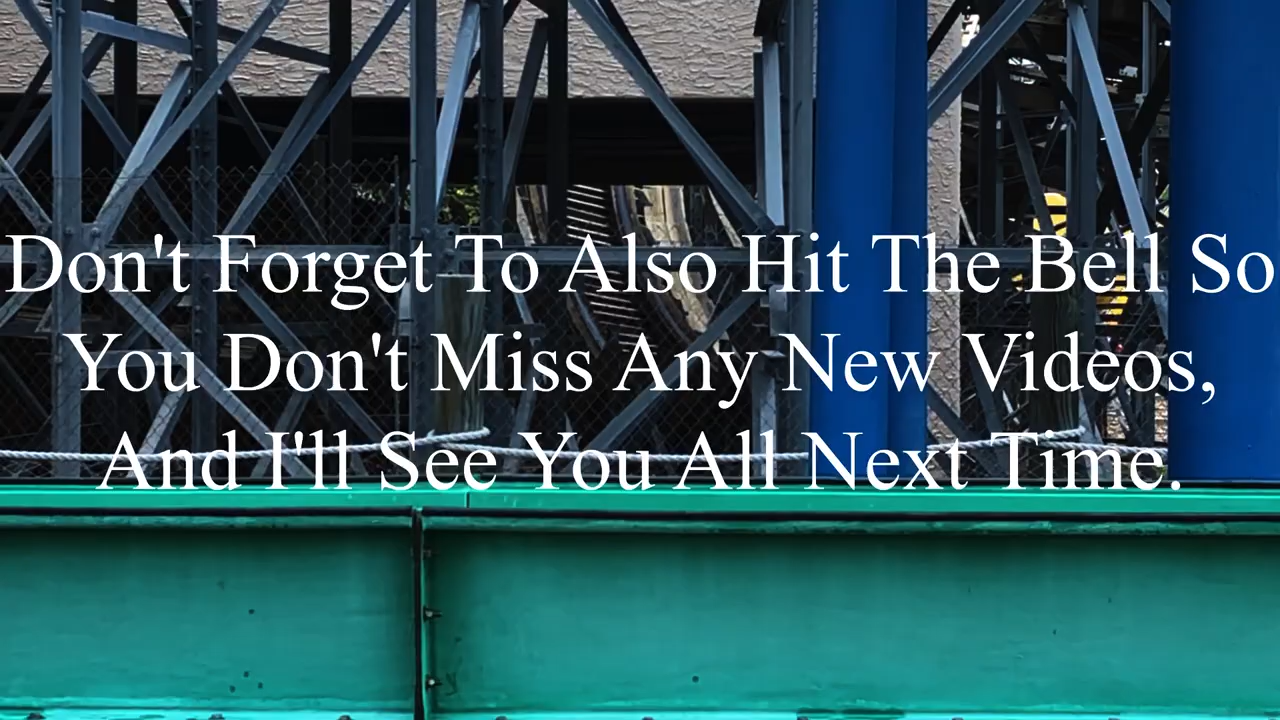 Don't Forget To Also Hit The Bell So
You Don't Miss Any New Videos,
And I'll See You All Next Time.